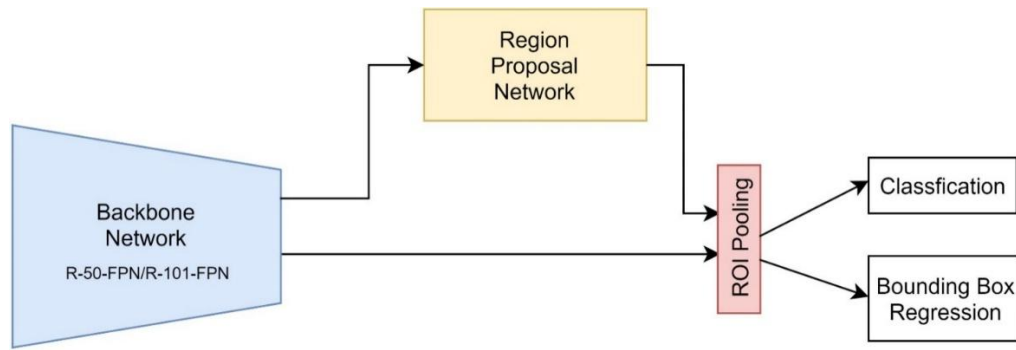 Region
Proposal
Network
Backbone
Network
R-50-FPN/R-101-FPN
ROI Pooling
Classfication
Bounding Box
Regression